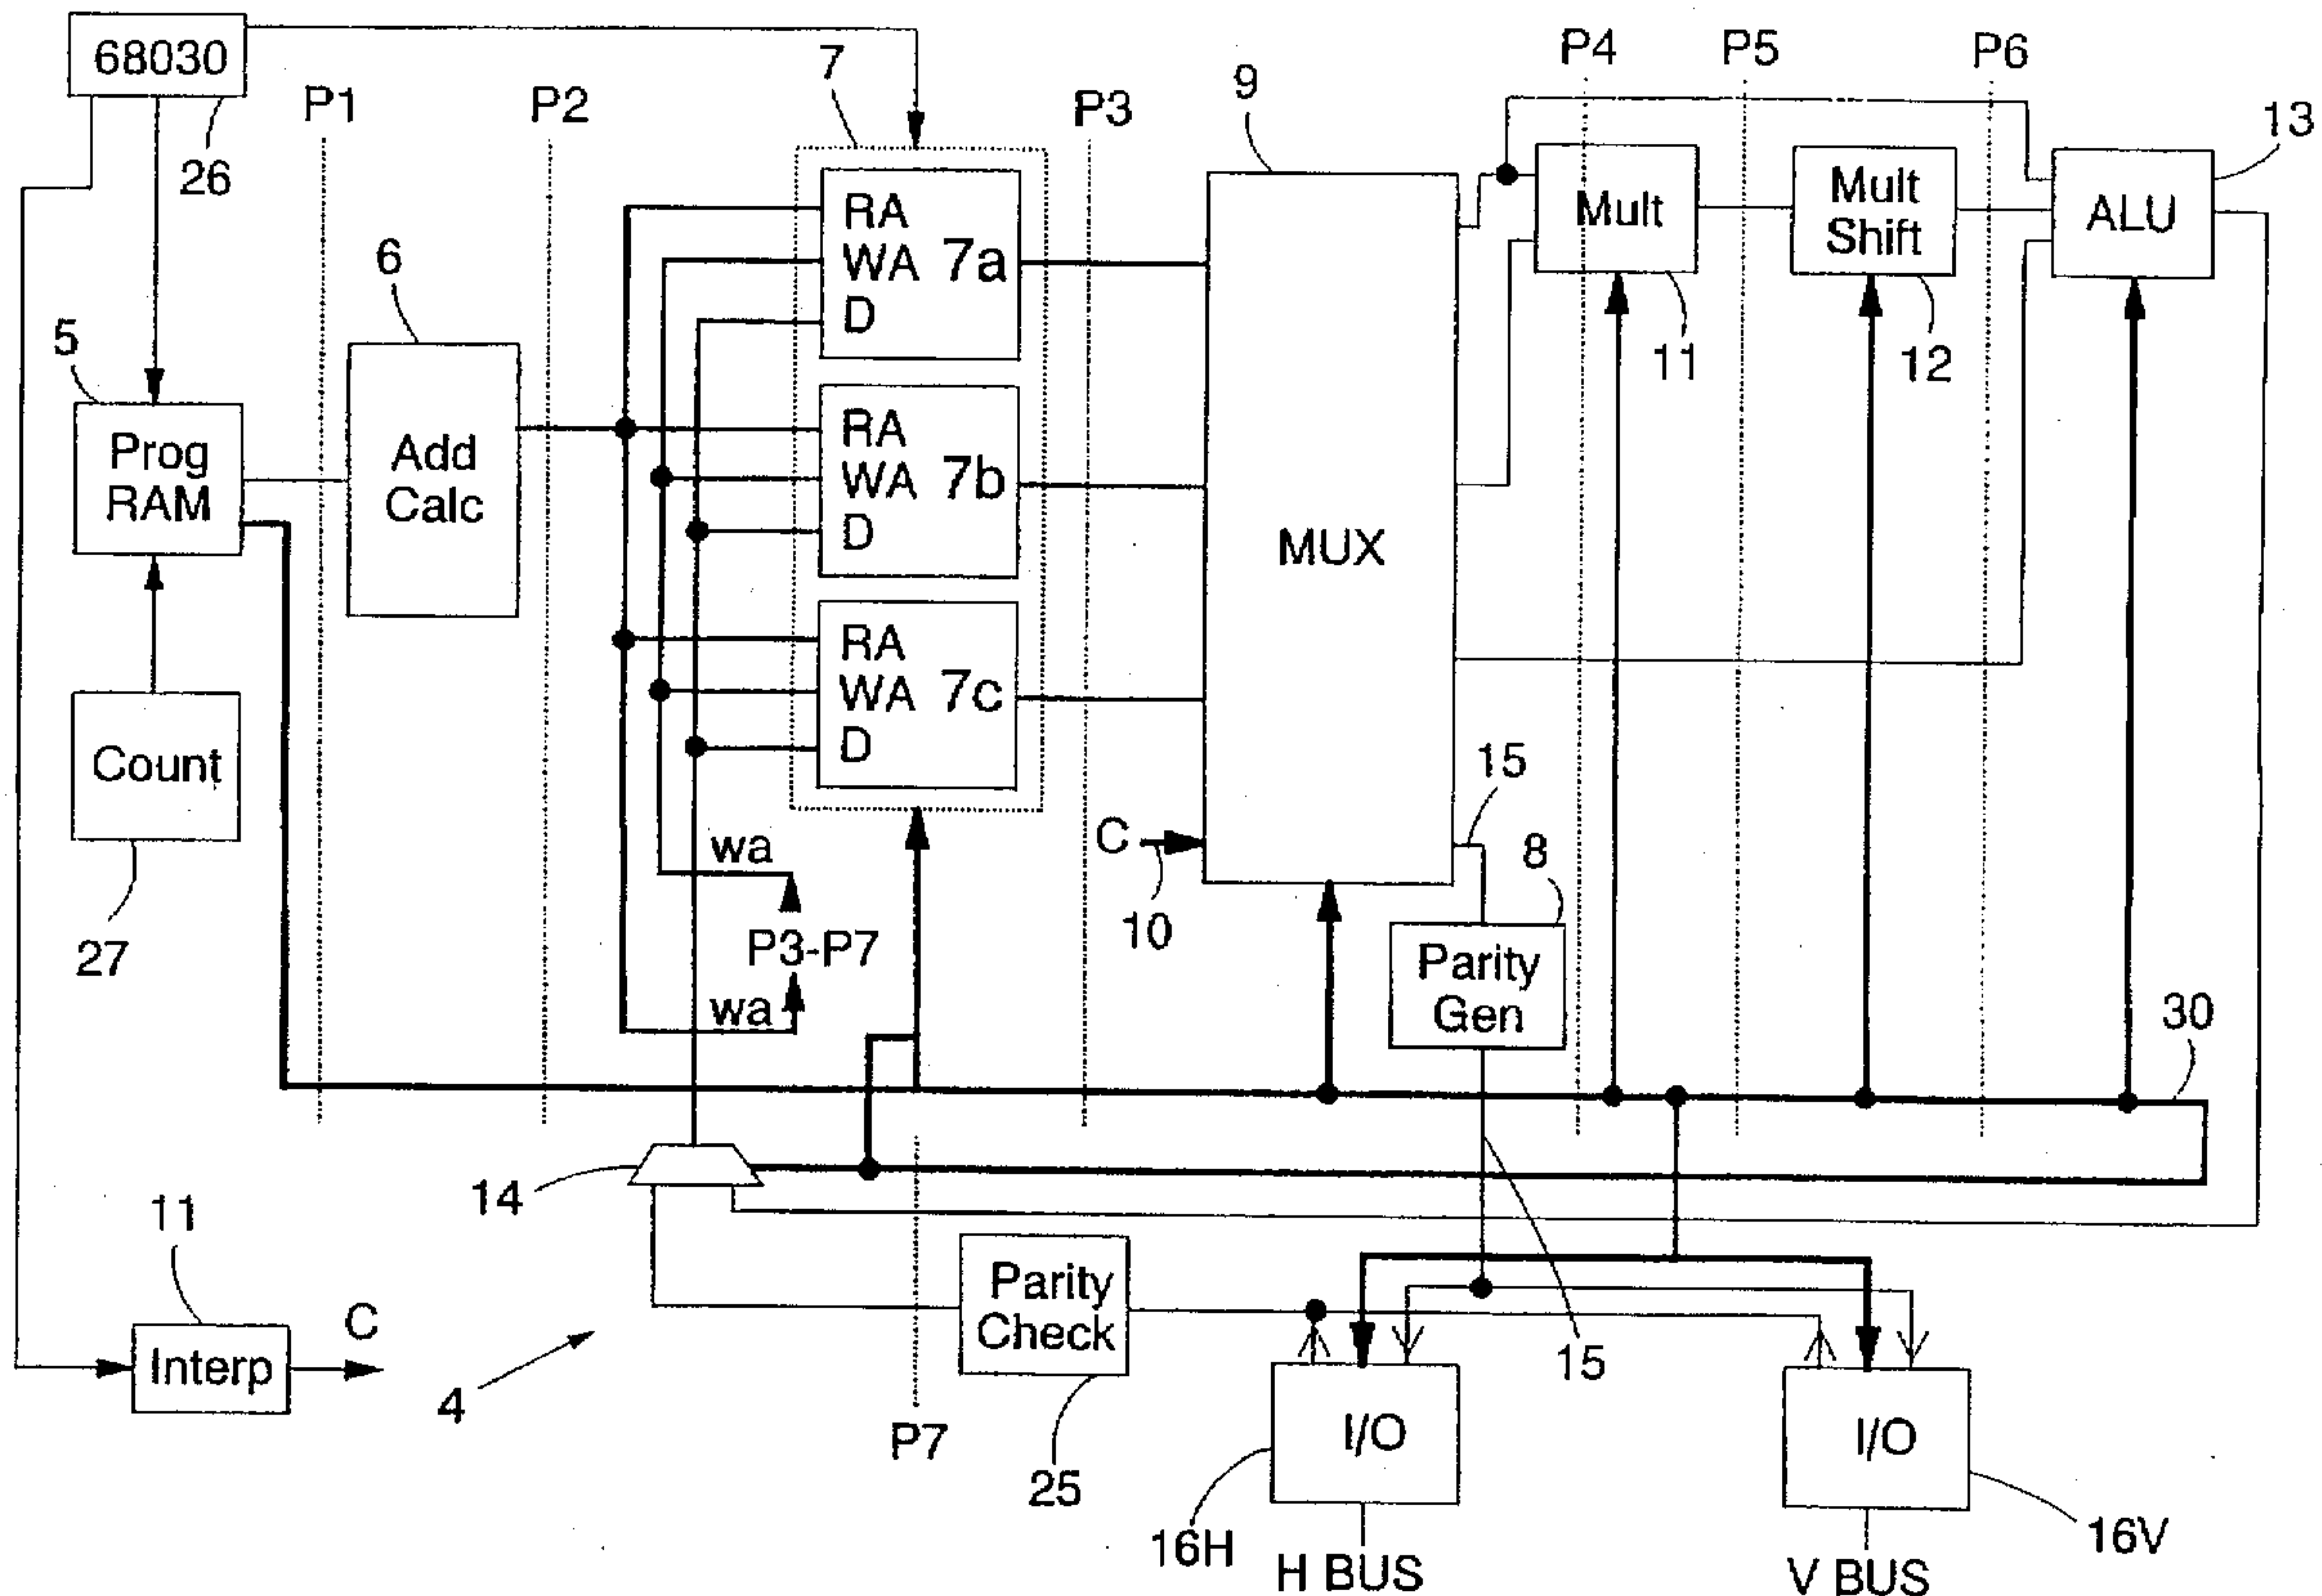 68030
26
P1
P2
7
P3
9
P4
P5
P6
13
RA
WA 7a
D
Mult
Mult
Shift
ALU
6
5
11
12
Prog
RAM
Add
Calc
RA
WA 7b
D
MUX
RA
WA 7c
D
Count
27
15
C
10
8
wa
P3-P7
wa
Parity
Gen
30
14
11
C
Interp
4
Parity
Check
25
P7
15
I/O
I/O
16H
16V
H BUS
V BUS